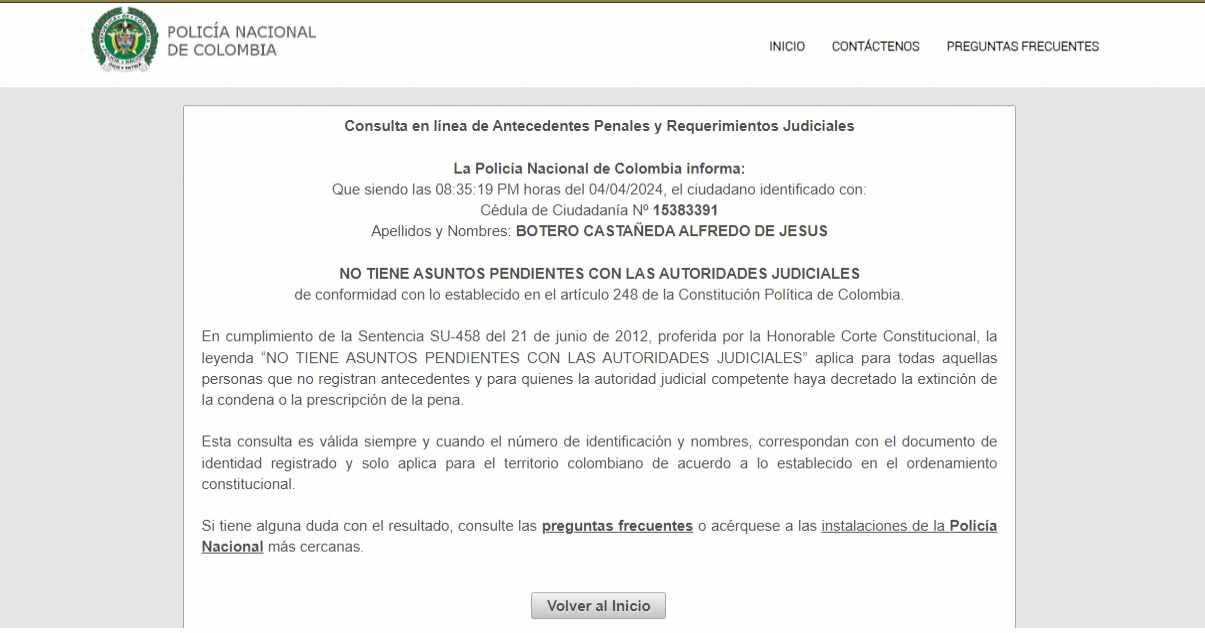 POLICÍA NACIONAL
DE COLOMBIA
INICIO CONTÁCTENOS PREGUNTAS FRECUENTES
Consulta en línea de Antecedentes Penales y Requerimientos Judiciales
La Policía Nacional de Colombia informa:
Que siendo las 08:35:19 PM horas del 04/04/2024, el ciudadano identificado con:
Cédula de Ciudadanía Nº 15383391
Apellidos y Nombres: BOTERO CASTAÑEDA ALFREDO DE JESUS
NO TIENE ASUNTOS PENDIENTES CON LAS AUTORIDADES JUDICIALES
de conformidad con lo establecido en el artículo 248 de la Constitución Política de Colombia.
En cumplimiento de la Sentencia SU-458 del 21 de junio de 2012, proferida por la Honorable Corte Constitucional, la
leyenda “NO TIENE ASUNTOS PENDIENTES CON LAS AUTORIDADES JUDICIALES” aplica para todas aquellas
personas que no registran antecedentes y para quienes la autoridad judicial competente haya decretado la extinción de
la condena o la prescripción de la pena.
Esta consulta es válida siempre y cuando el número de identificación y nombres, correspondan con el documento de
identidad registrado y solo aplica para el territorio colombiano de acuerdo a lo establecido en el ordenamiento
constitucional.
Si tiene alguna duda con el resultado, consulte las preguntas frecuentes o acérquese a las instalaciones de la Policía
Nacional más cercanas.
Volver al Inicio